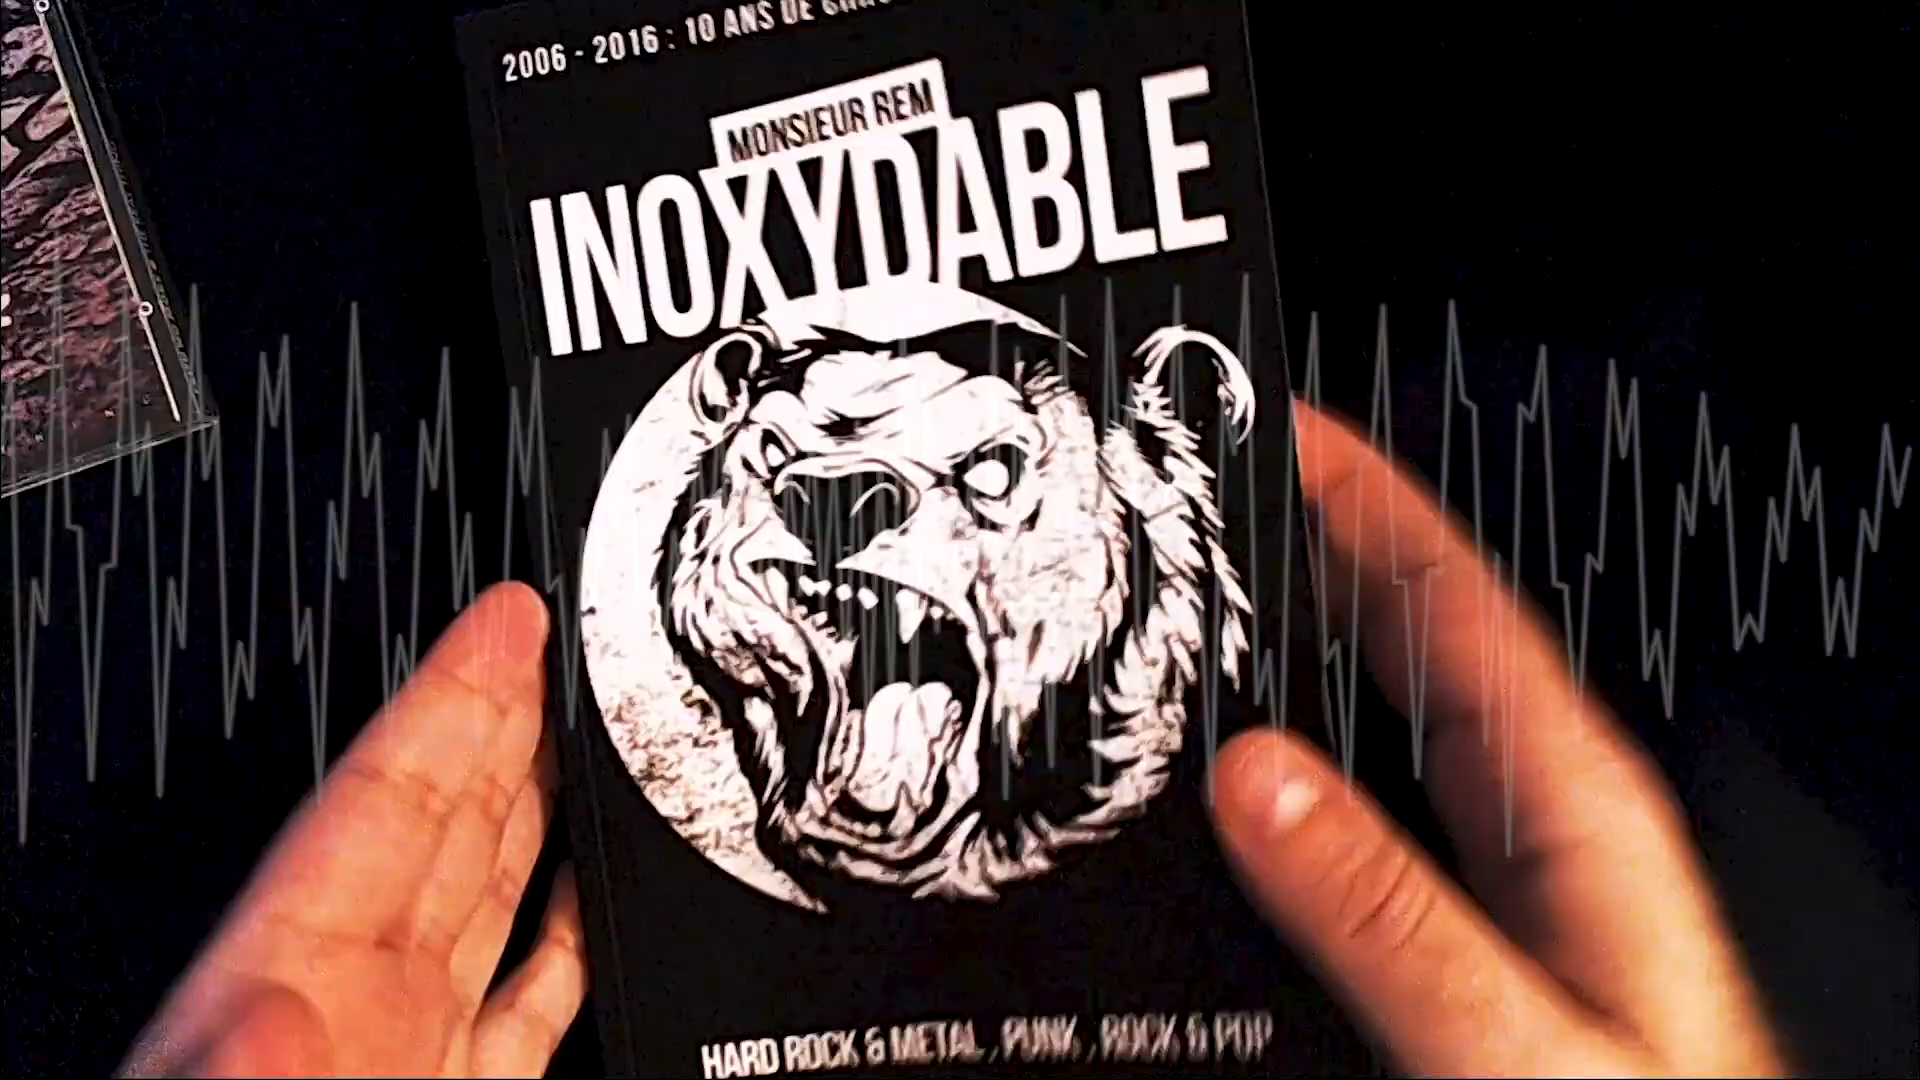 2006 - 2016 : 10 ANS DE
MONSIEUR REM
INOXYDABLE
HARD ROCK & METAL, PUNK, ROCK & POP